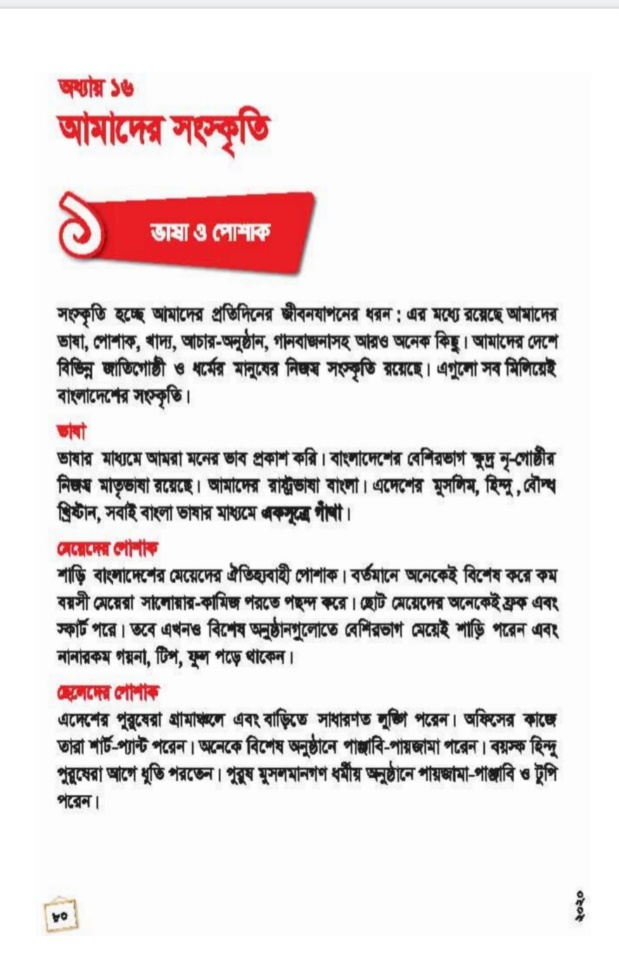 অধ্যায় ১৬
আমাদের সংস্কৃতি
১
ভাষা ও পোশাক
সংস্কৃতি হচ্ছে আমাদের প্রতিদিনের জীবনযাপনের ধরন : এর মধ্যে রয়েছে আমাদের
ভাষা, পোশাক, খাদ্য, আচার-অনুষ্ঠান, গানবাজনাসহ আরও অনেক কিছু। আমাদের দেশে
বিভিন্ন জাতিগোষ্ঠী ও ধর্মের মানুষের নিজস্ব সংস্কৃতি রয়েছে। এগুলো সব মিলিয়েই
বাংলাদেশের সংস্কৃতি।
ভাষা
ভাষার মাধ্যমে আমরা মনের ভাব প্রকাশ করি। বাংলাদেশের বেশিরভাগ ক্ষুদ্র নৃ-গোষ্ঠীর
নিজস্ব মাতৃভাষা রয়েছে। আমাদের রাষ্ট্রভাষা বাংলা। এদেশের মুসলিম, হিন্দু ,বৌদ্ধ
খ্রিস্টান, সবাই বাংলা ভাষার মাধ্যমে একসূত্রে গাঁথা।
মেয়েদের পোশাক
শাড়ি বাংলাদেশের মেয়েদের ঐতিহ্যবাহী পোশাক। বর্তমানে অনেকেই বিশেষ করে কম
বয়সী মেয়েরা সালোয়ার-কামিজ পরতে পছন্দ করে। ছোট মেয়েদের অনেকেই ফ্রক এবং
স্কার্ট পরে। তবে এখনও বিশেষ অনুষ্ঠানগুলোতে বেশিরভাগ মেয়েই শাড়ি পরেন এবং
নানারকম গয়না, টিপ, ফুল পড়ে থাকেন।
ছেলেদের পোশাক
এদেশের পুরুষেরা গ্রামাঞ্চলে এবং বাড়িতে সাধারণত লুঙ্গি পরেন। অফিসের কাজে
তারা শার্ট-প্যান্ট পরেন। অনেকে বিশেষ অনুষ্ঠানে পাঞ্জাবি-পায়জামা পরেন। বয়স্ক হিন্দু
পুরুষেরা আগে ধুতি পরতেন। পুরুষ মুসলমানগণ ধর্মীয় অনুষ্ঠানে পায়জামা-পাঞ্জাবি ও টুপি
পরেন।
৮০
২০২০